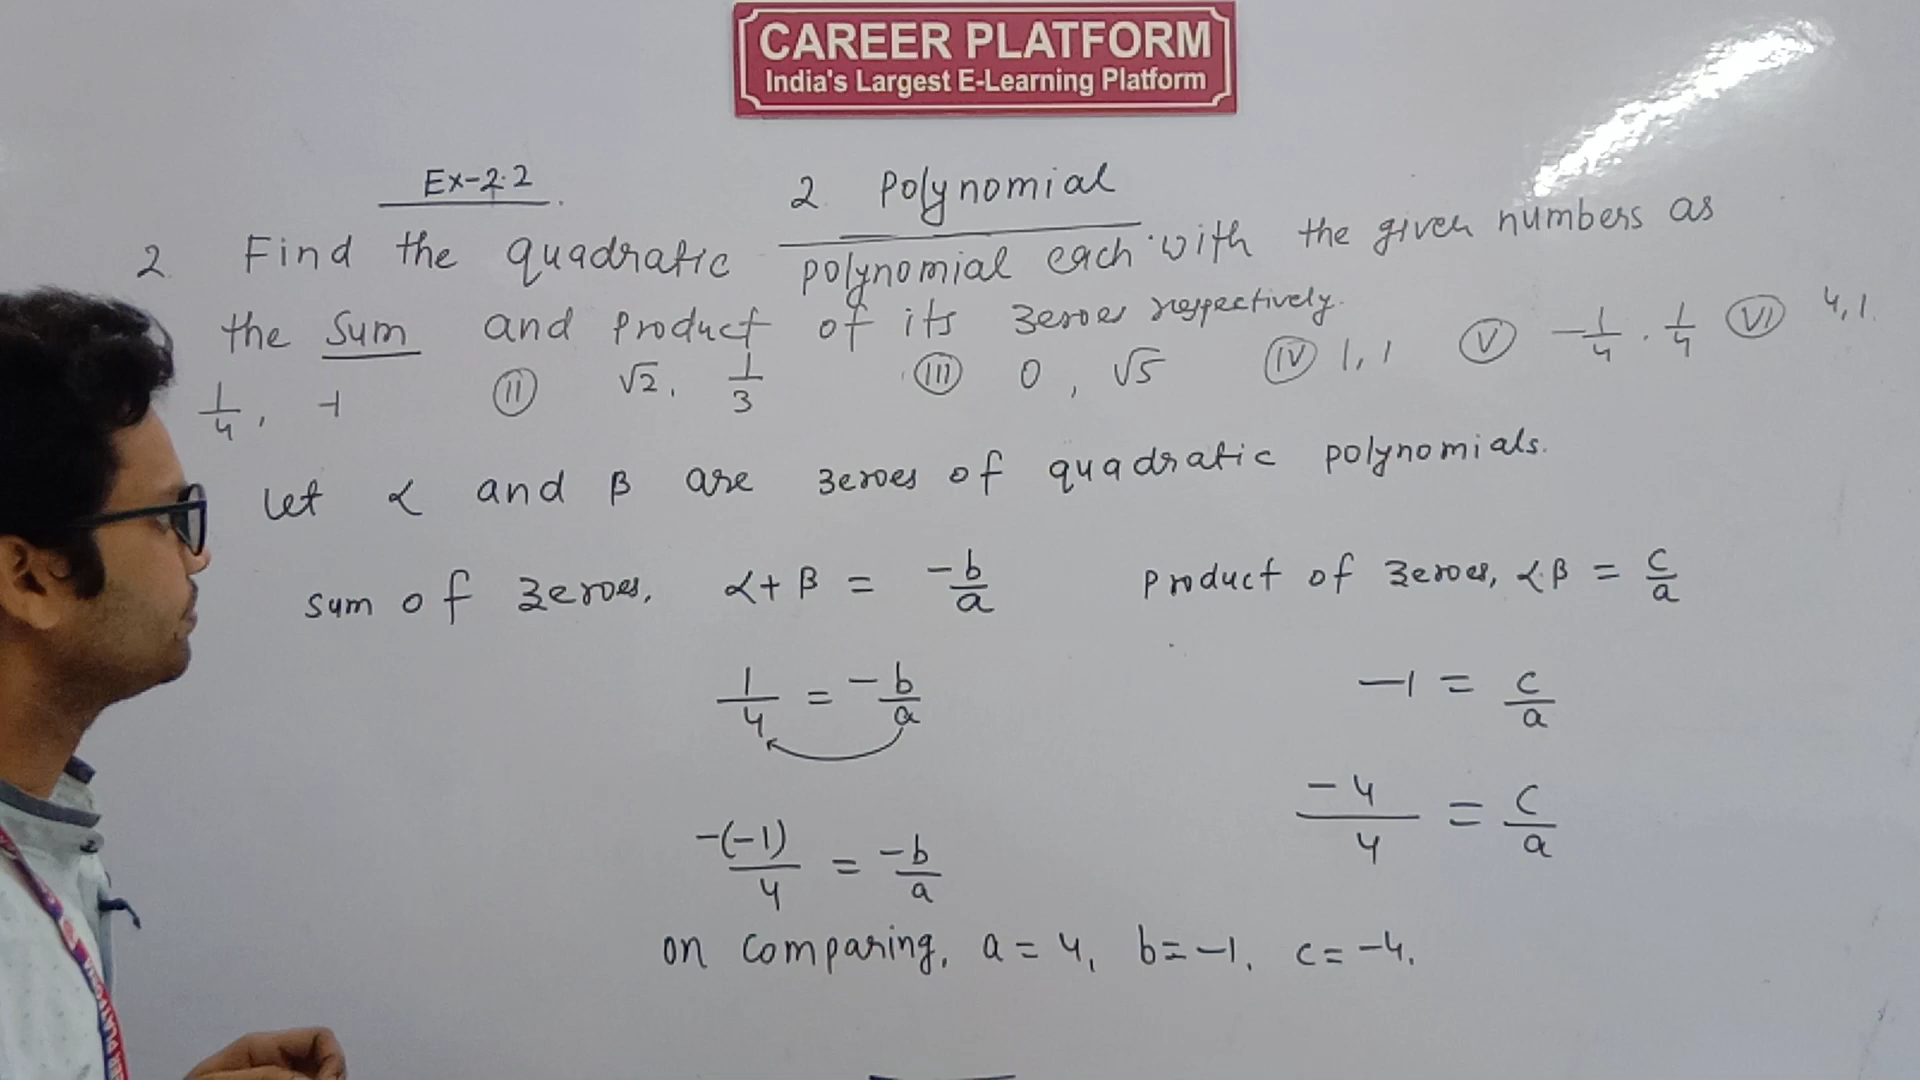 CAREER PLATFORM
India's Largest E-Learning Platform
Ex-2.2
2 Polynomial
2. Find the quadratic polynomial each with the given numbers as
the sum and product of its zeroes respectively.
1/4, -1 (II) √2, 1/3 (III) 0, √5 (IV) 1, 1 (V) -1/4. 1/4 (VI) 4, 1.
Let α and β are zeroes of quadratic polynomials.
sum of zeroes, α+β = -b/a product of zeroes, α.β = c/a
1/4 = -b/a -1 = c/a
-(-1)/4 = -b/a -4/4 = c/a
on comparing, a = 4, b = -1, c = -4.